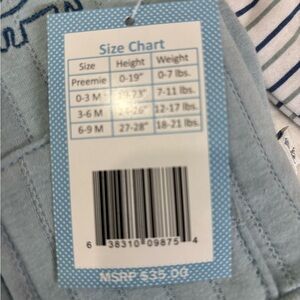 Size Chart
Size Height Weight
Preemie 0-19" 0-7 lbs.
0-3 M 7-11 lbs.
3-6 M 12-17 lbs.
6-9 M 27-28" 18-21 lbs.
6 38310 09875 4
MSRP $35.00